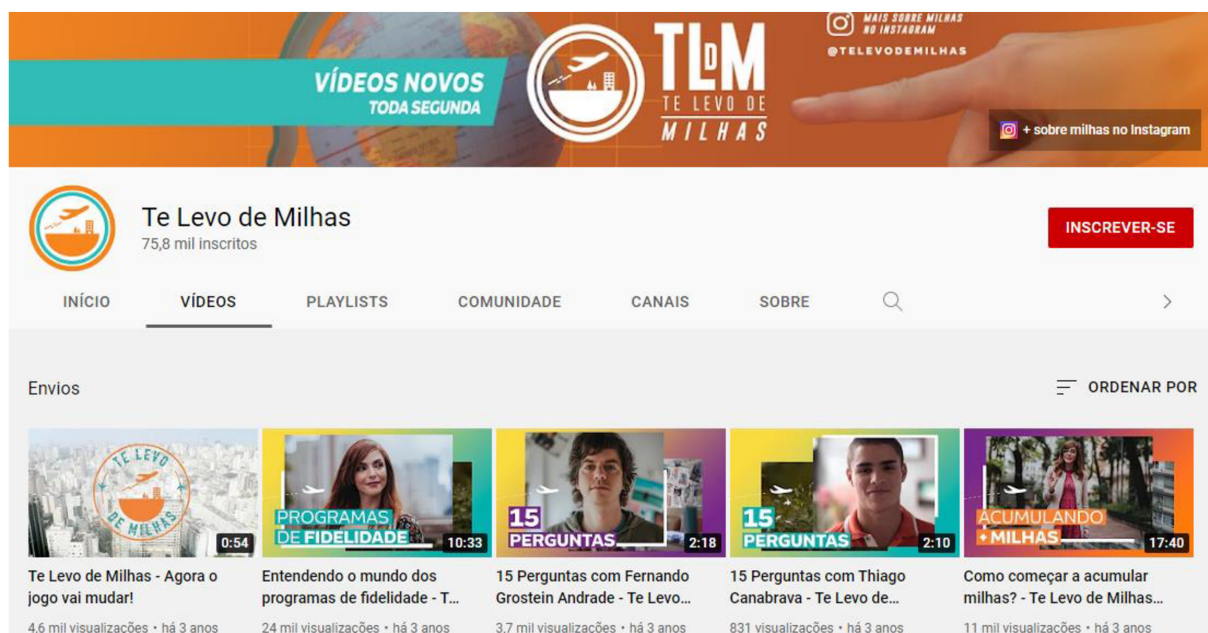 MAIS SOBRE MILHAS
NO INSTAGRAM
@TELEVODEMILHAS
VÍDEOS NOVOS
TODA SEGUNDA
TLDM
TE LEVO DE
MILHAS
+ sobre milhas no Instagram
Te Levo de Milhas
75,8 mil inscritos
INSCREVER-SE
INÍCIO VÍDEOS PLAYLISTS COMUNIDADE CANAIS SOBRE
Envios
ORDENAR POR
TE LEVO
DE MILHAS
0:54
PROGRAMAS
DE FIDELIDADE
10:33
15
PERGUNTAS
2:18
15
PERGUNTAS
2:10
ACUMULANDO
+ MILHAS
17:40
Te Levo de Milhas - Agora o
jogo vai mudar!
4,6 mil visualizações • há 3 anos
Entendendo o mundo dos
programas de fidelidade - T...
24 mil visualizações • há 3 anos
15 Perguntas com Fernando
Grostein Andrade - Te Levo...
3,7 mil visualizações • há 3 anos
15 Perguntas com Thiago
Canabrava - Te Levo de...
831 visualizações • há 3 anos
Como começar a acumular
milhas? - Te Levo de Milhas...
11 mil visualizações • há 3 anos